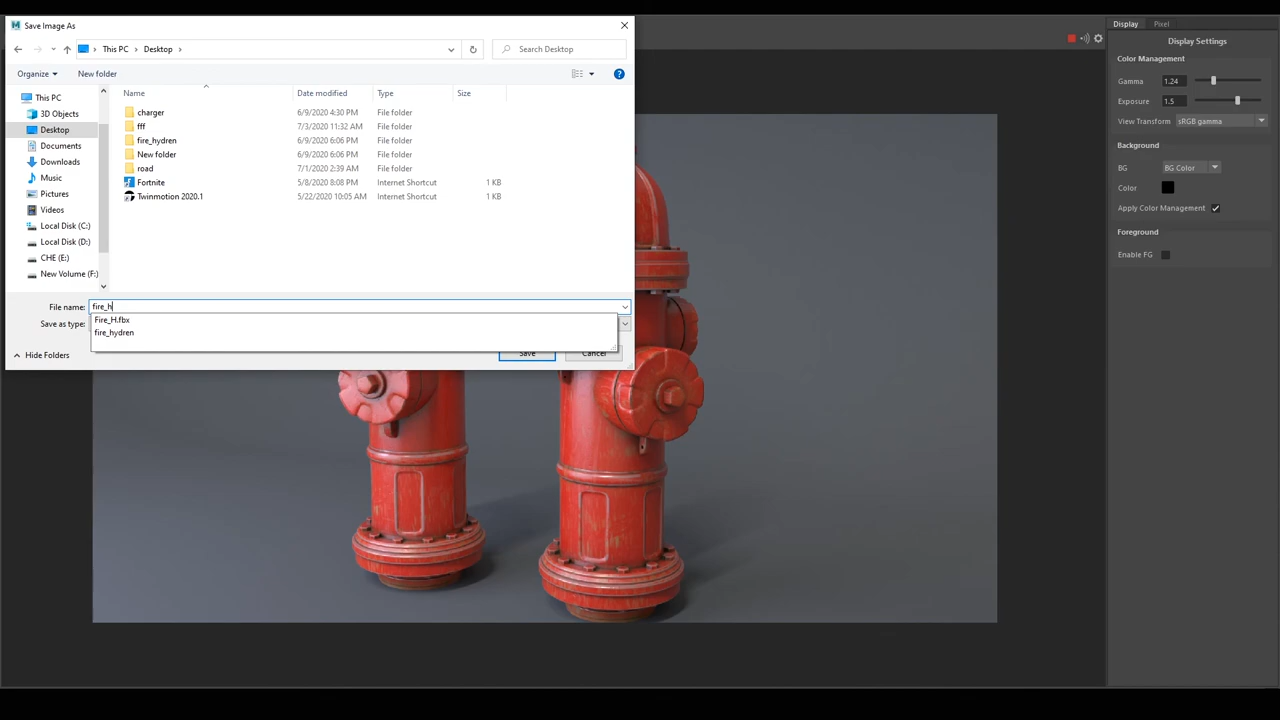 Save Image As
This PC > Desktop >
Search Desktop
Organize
New folder
Name
Date modified
Type
Size
This PC
3D Objects
Desktop
Documents
Downloads
Music
Pictures
Videos
Local Disk (C:)
Local Disk (D:)
CHE (E:)
New Volume (F:)
charger 6/9/2020 4:30 PM File folder
fff 7/3/2020 11:32 AM File folder
fire_hydren 6/9/2020 6:06 PM File folder
New folder 6/9/2020 6:06 PM File folder
road 7/1/2020 2:39 AM File folder
Fortnite 5/8/2020 8:08 PM Internet Shortcut 1 KB
Twinmotion 2020.1 5/22/2020 10:05 AM Internet Shortcut 1 KB
File name: fire_h
Fire_H.fbx
Save as type:
fire_hydren
Hide Folders
Save
Cancel
Display
Pixel
Display Settings
Color Management
Gamma 1.24
Exposure 1.5
View Transform sRGB gamma
Background
BG BG Color
Color
Apply Color Management
Foreground
Enable FG